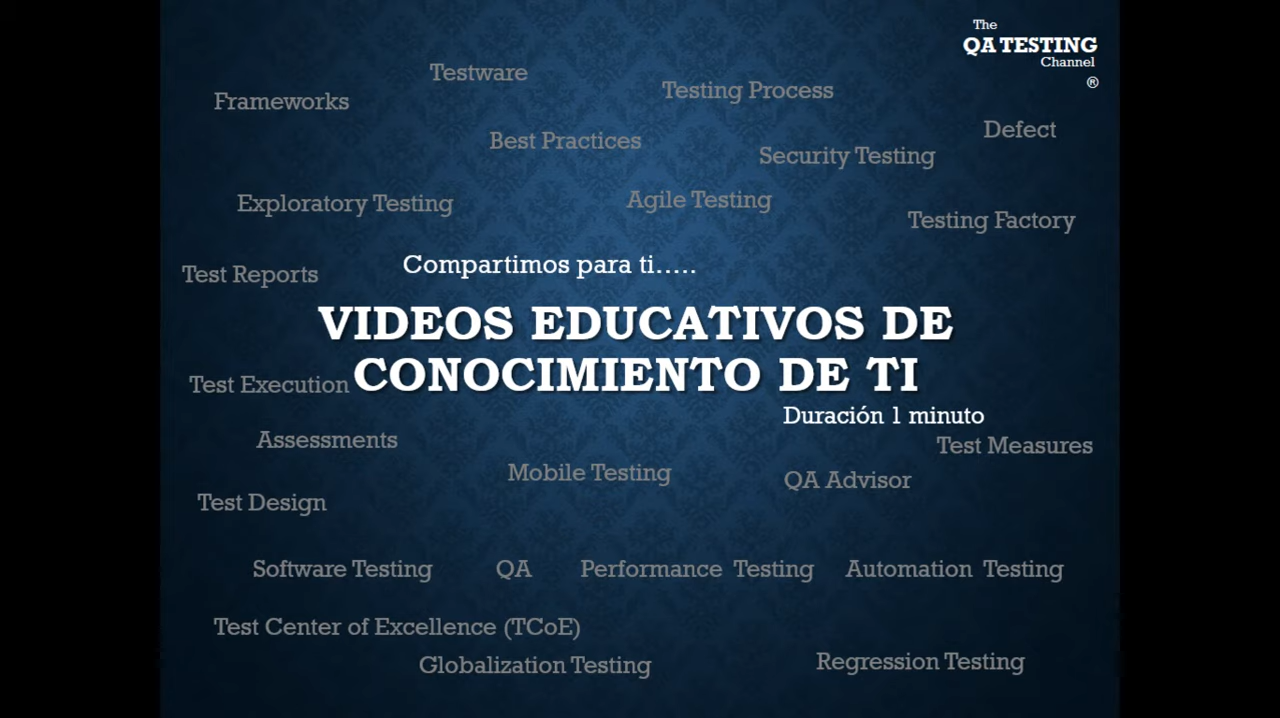 The
QA TESTING
Channel
®
Testware
Testing Process
Frameworks
Defect
Best Practices
Security Testing
Exploratory Testing
Agile Testing
Testing Factory
Compartimos para ti.....
Test Reports
VIDEOS EDUCATIVOS DE
CONOCIMIENTO DE TI
Test Execution
Duración 1 minuto
Assessments
Test Measures
Mobile Testing
QA Advisor
Test Design
Software Testing
QA
Performance Testing
Automation Testing
Test Center of Excellence (TCoE)
Globalization Testing
Regression Testing